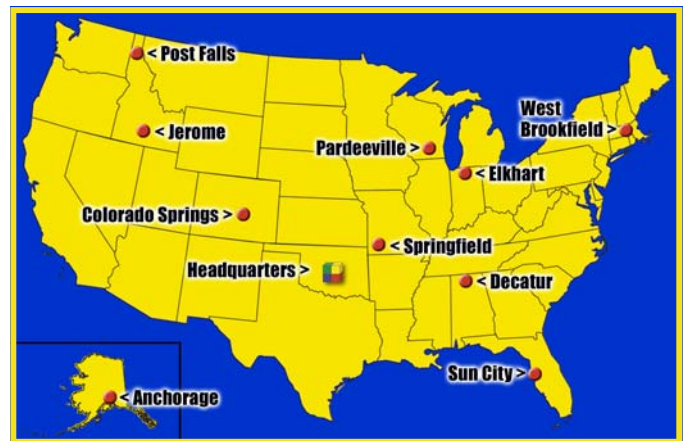 < Post Falls
West
Brookfield >
< Jerome
Pardeeville >
< Elkhart
Colorado Springs >
< Springfield
Headquarters >
< Decatur
Sun City >
< Anchorage